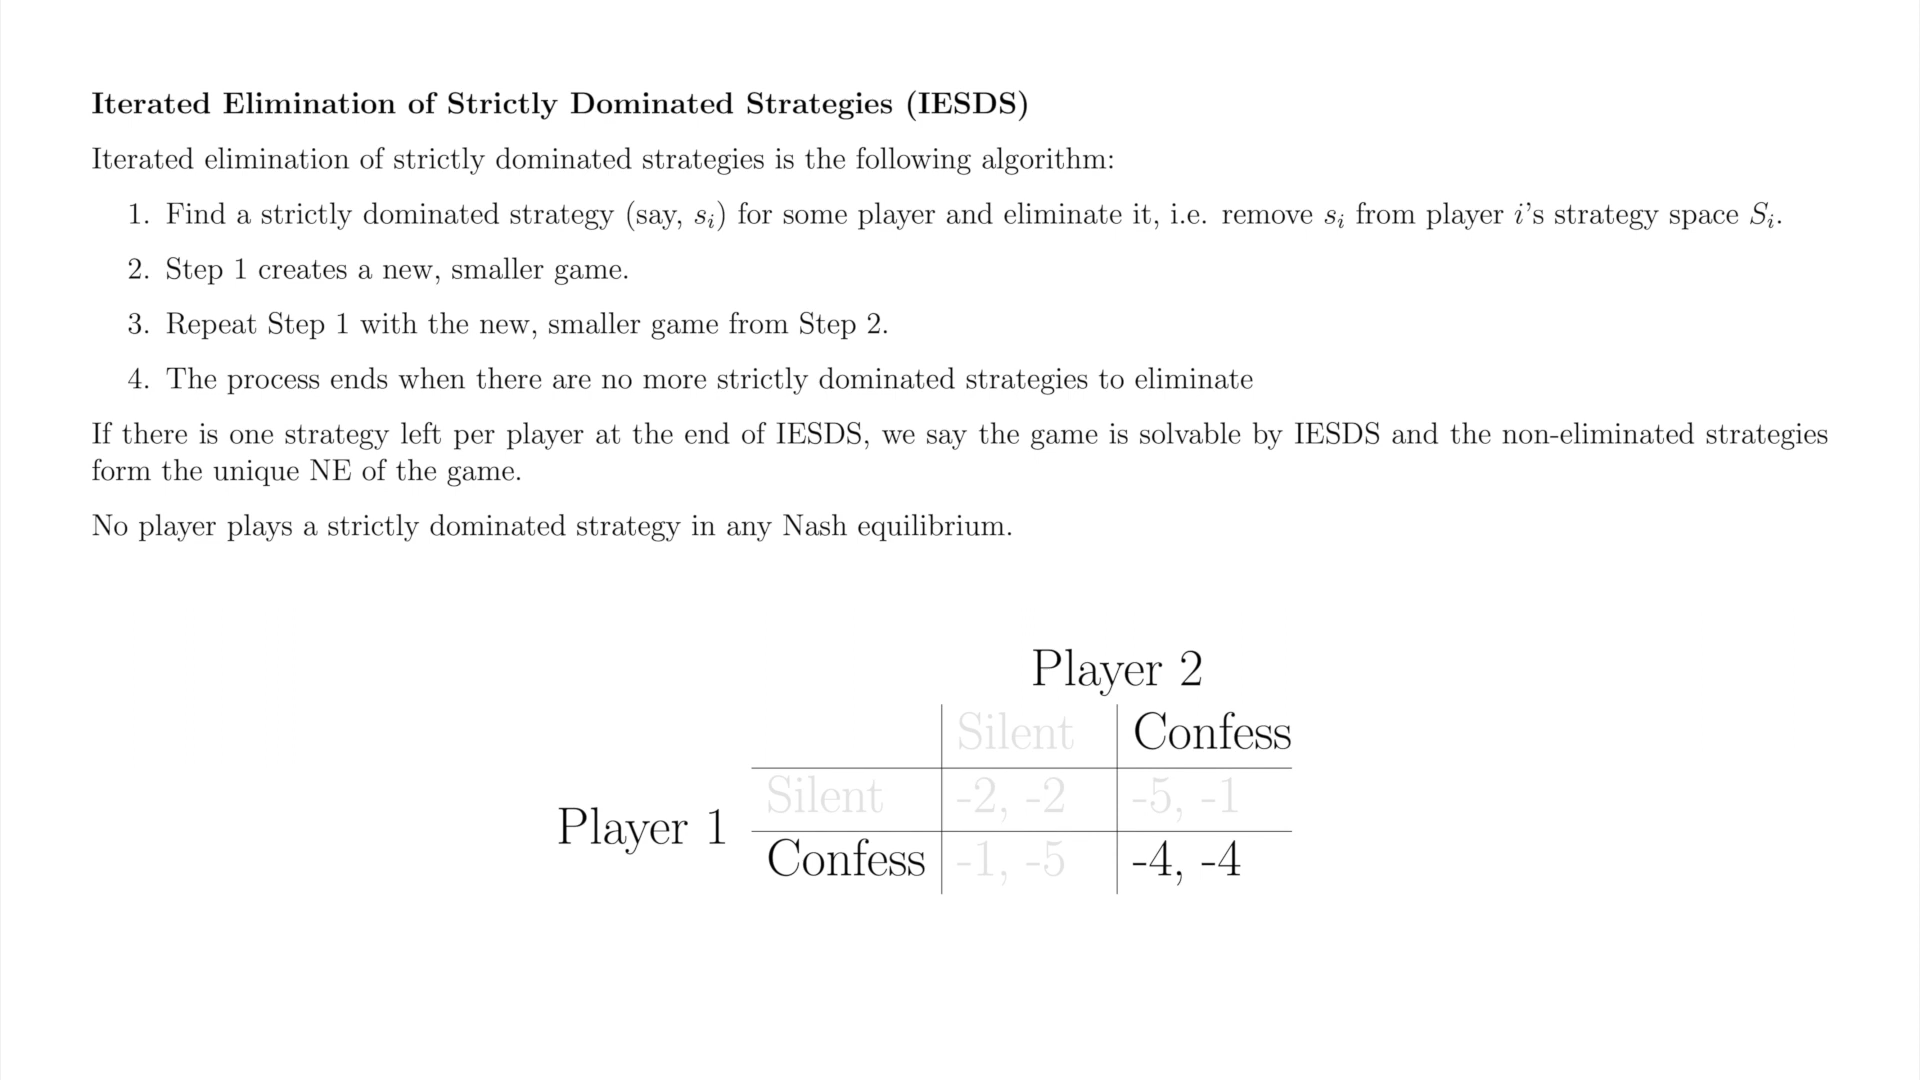 Iterated Elimination of Strictly Dominated Strategies (IESDS)
Iterated elimination of strictly dominated strategies is the following algorithm:
1. Find a strictly dominated strategy (say, sᵢ) for some player and eliminate it, i.e. remove sᵢ from player i's strategy space Sᵢ.
2. Step 1 creates a new, smaller game.
3. Repeat Step 1 with the new, smaller game from Step 2.
4. The process ends when there are no more strictly dominated strategies to eliminate
If there is one strategy left per player at the end of IESDS, we say the game is solvable by IESDS and the non-eliminated strategies
form the unique NE of the game.
No player plays a strictly dominated strategy in any Nash equilibrium.
Player 2
Silent Confess
Silent -2, -2 -5, -1
Player 1
Confess -1, -5 -4, -4